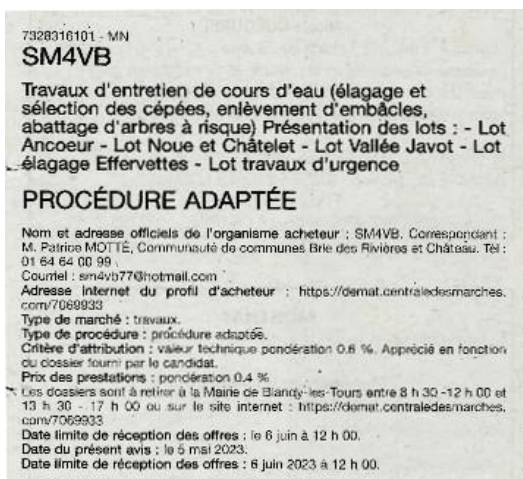 7328316101 - MN
SM4VB
Travaux d'entretien de cours d'eau (élagage et
sélection des cépées, enlèvement d'embâcles,
abattage d'arbres à risque) Présentation des lots : - Lot
Ancoeur - Lot Noue et Châtelet - Lot Vallée Javot - Lot
élagage Effervettes - Lot travaux d'urgence
PROCÉDURE ADAPTÉE
Nom et adresse officiels de l'organisme acheteur : SM4VB. Correspondant :
M. Patrice MOTTÉ, Communauté de communes Brie des Rivières et Château. Tél :
01 64 64 00 99
Courriel : sm4vb77@hotmail.com
Adresse internet du profil d'acheteur : https://demat.centraledesmarches.
com/7069933
Type de marché : travaux.
Type de procédure : procédure adaptée.
Critère d'attribution : valeur technique pondération 0.6 %. Apprécié en fonction
du dossier fourni par le candidat.
Prix des prestations : pondération 0.4 %
Les dossiers sont à retirer à la Mairie de Blandy-les-Tours entre 8 h 30 -12 h 00 et
13 h 30 - 17 h 00 ou sur le site internet : https://demat.centraledesmarches.
com/7069933
Date limite de réception des offres : le 6 juin à 12 h 00.
Date du présent avis : le 5 mai 2023.
Date limite de réception des offres : 6 juin 2023 à 12 h 00.